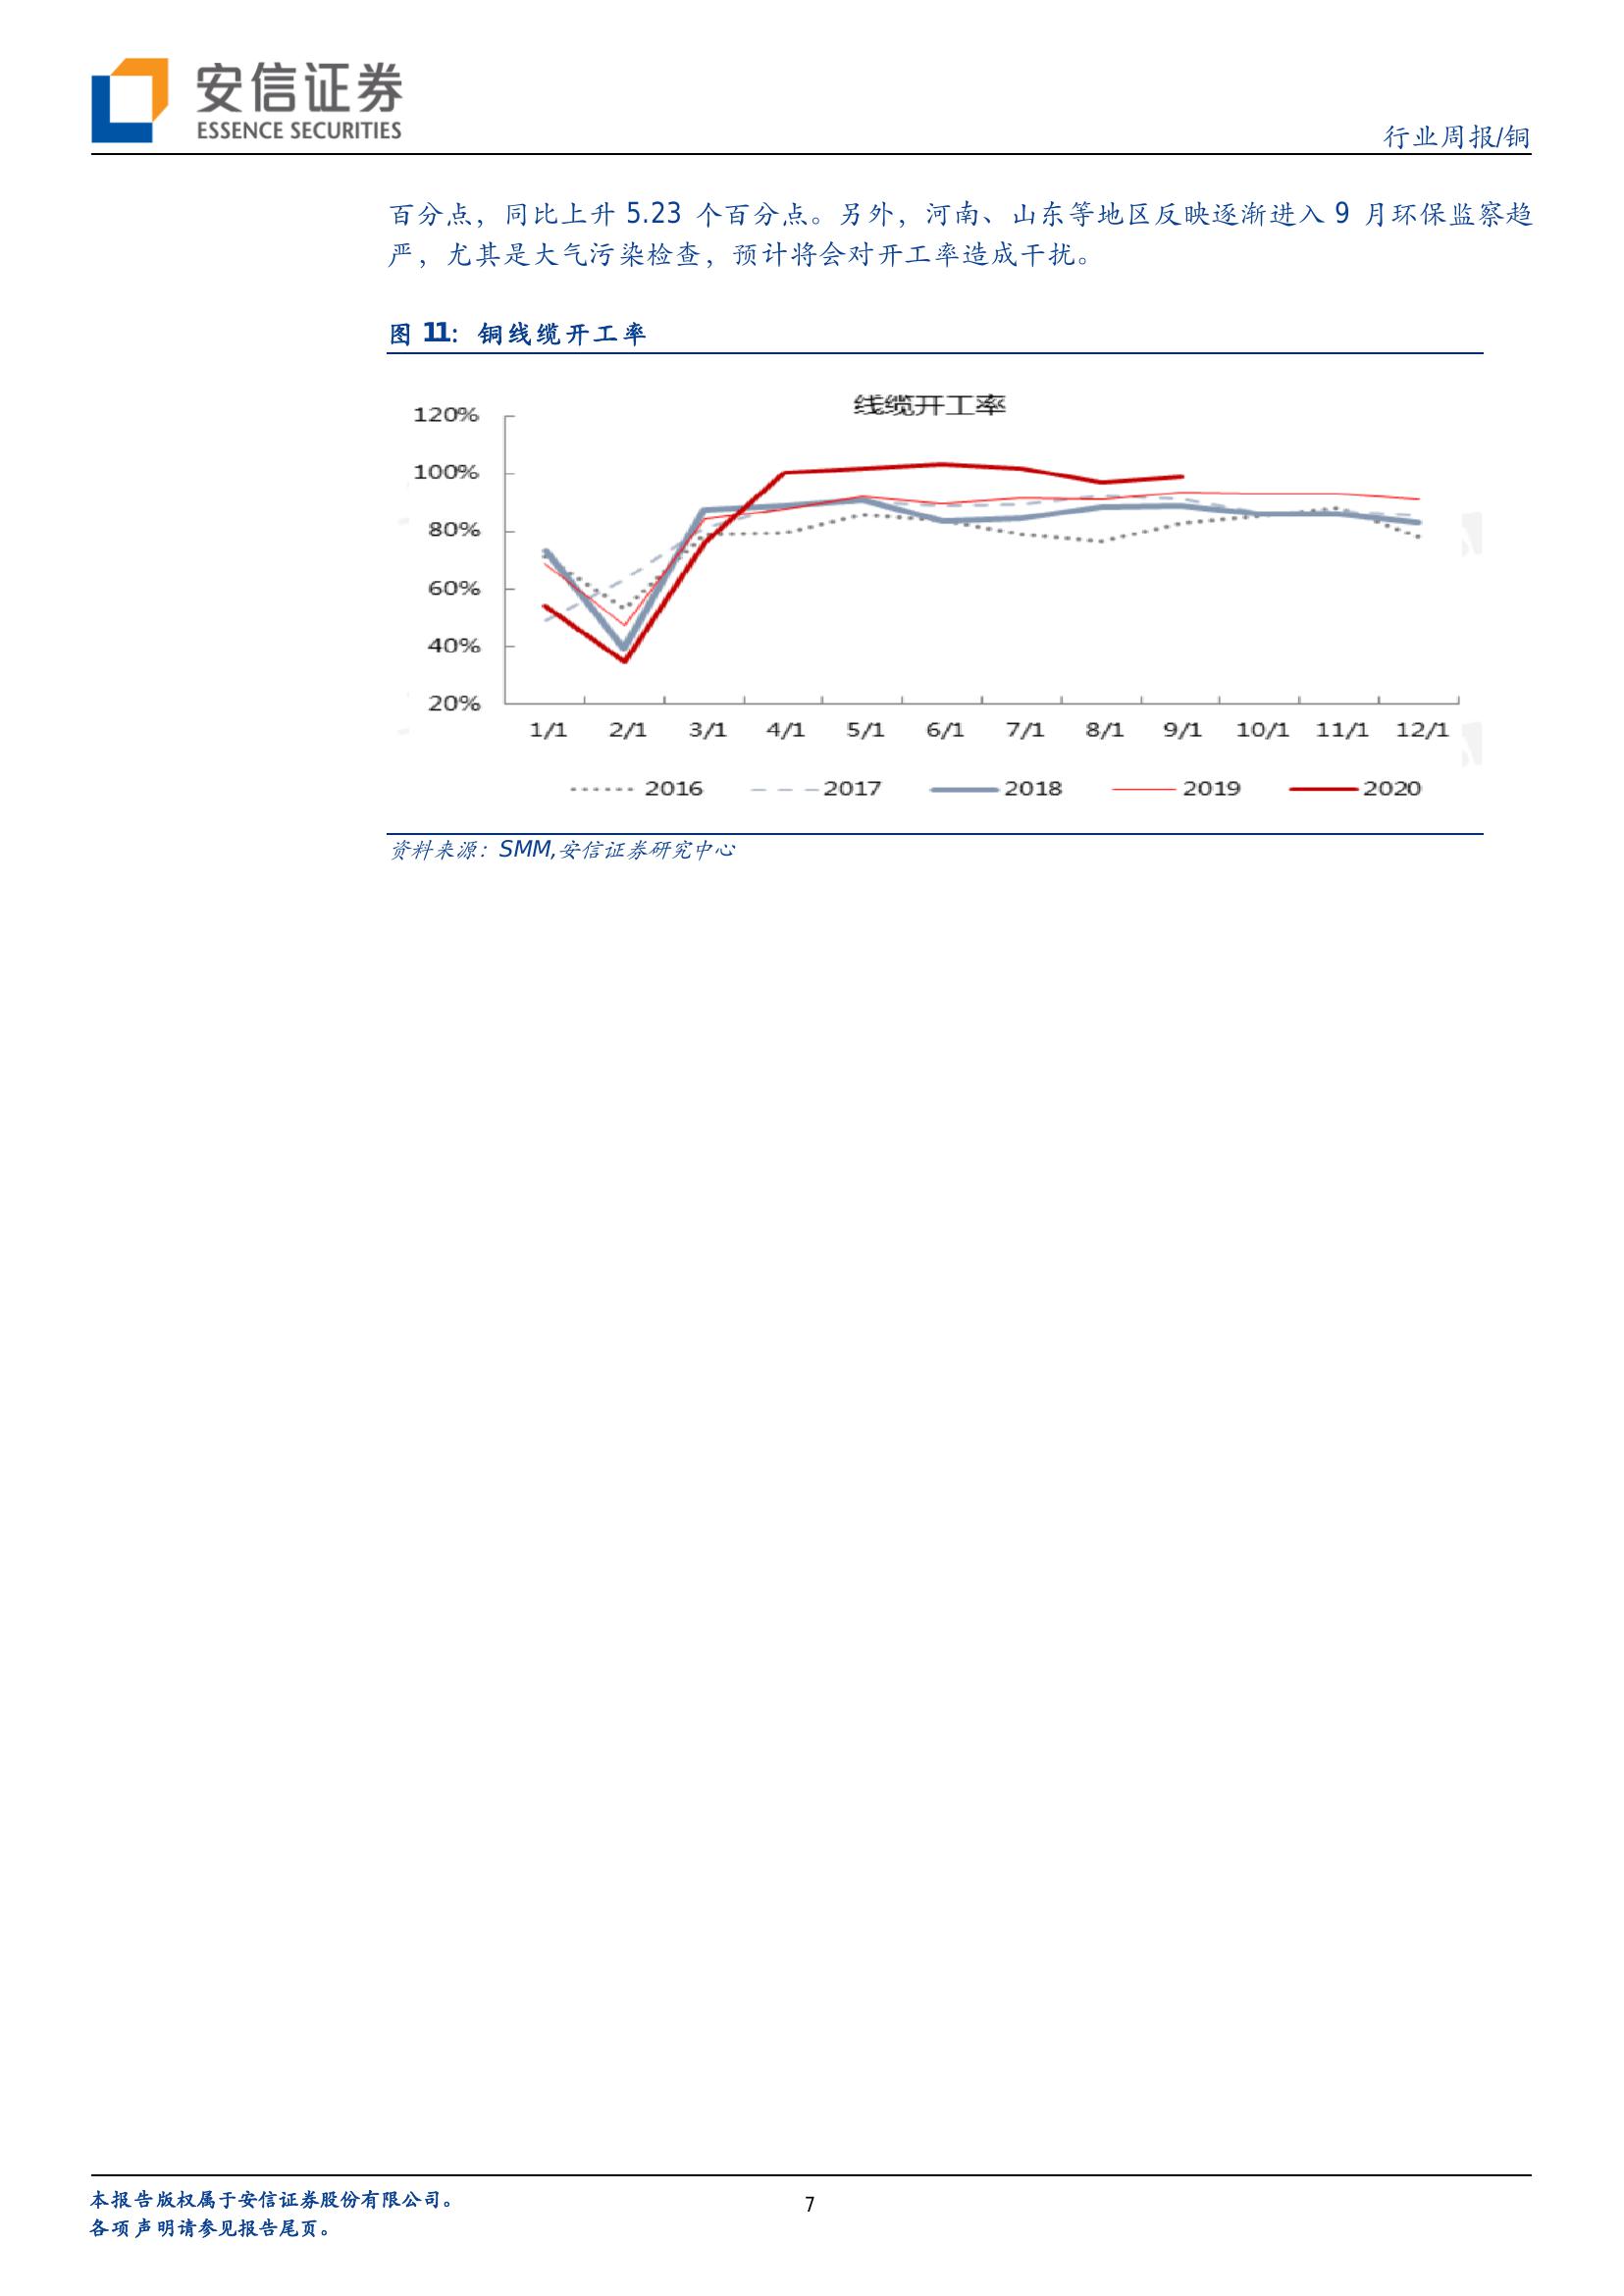 安信证券
ESSENCE SECURITIES
行业周报/铜
百分点，同比上升 5.23 个百分点。另外，河南、山东等地区反映逐渐进入 9 月环保监察趋
严，尤其是大气污染检查，预计将会对开工率造成干扰。
图 11：铜线缆开工率
线缆开工率
120%
100%
80%
60%
40%
20%
1/1 2/1 3/1 4/1 5/1 6/1 7/1 8/1 9/1 10/1 11/1 12/1
2016 2017 2018 2019 2020
资料来源：SMM,安信证券研究中心
本报告版权属于安信证券股份有限公司。
7
各项声明请参见报告尾页。